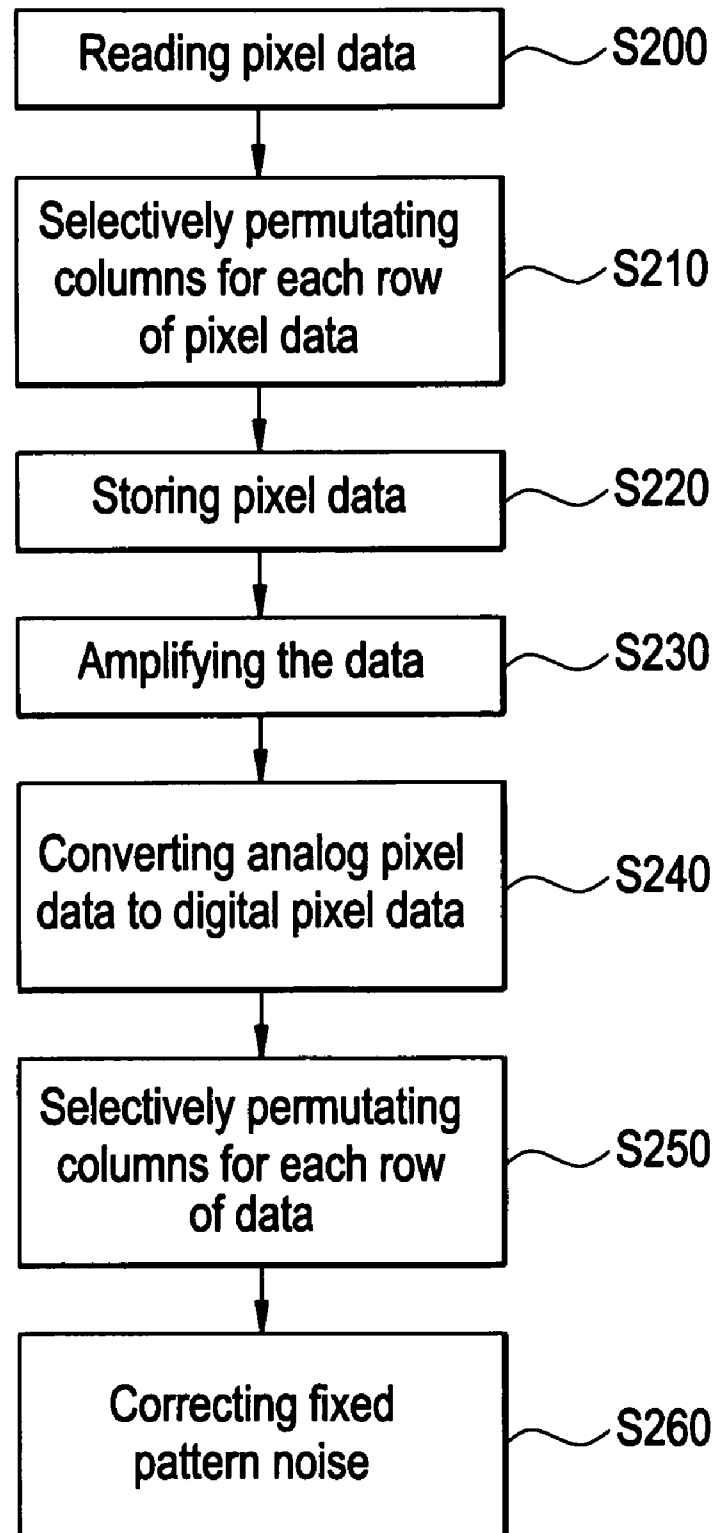 Reading pixel data
S200
Selectively permutating
columns for each row
of pixel data
S210
Storing pixel data
S220
Amplifying the data
S230
Converting analog pixel
data to digital pixel data
S240
Selectively permutating
columns for each row
of data
S250
Correcting fixed
pattern noise
S260